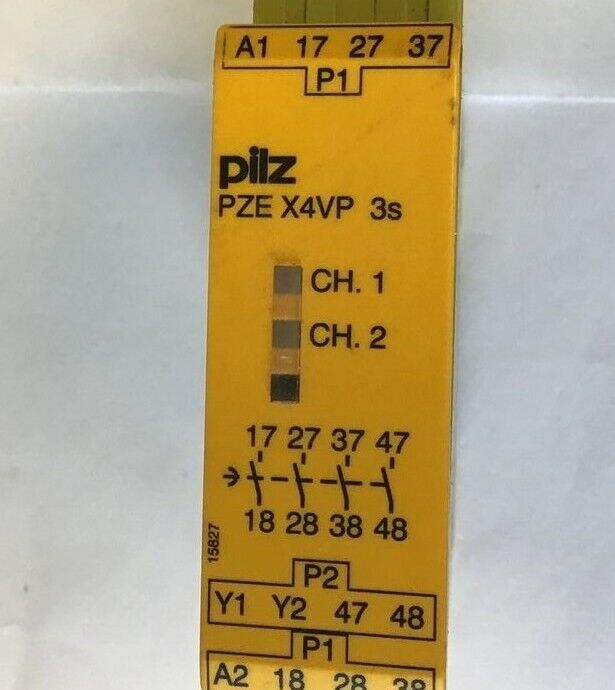 A1 17 27 37
P1
pilz
PZE X4VP 3s
CH. 1
CH. 2
17 27 37 47
18 28 38 48
15827
P2
Y1 Y2 47 48
P1
A2 18 28 38